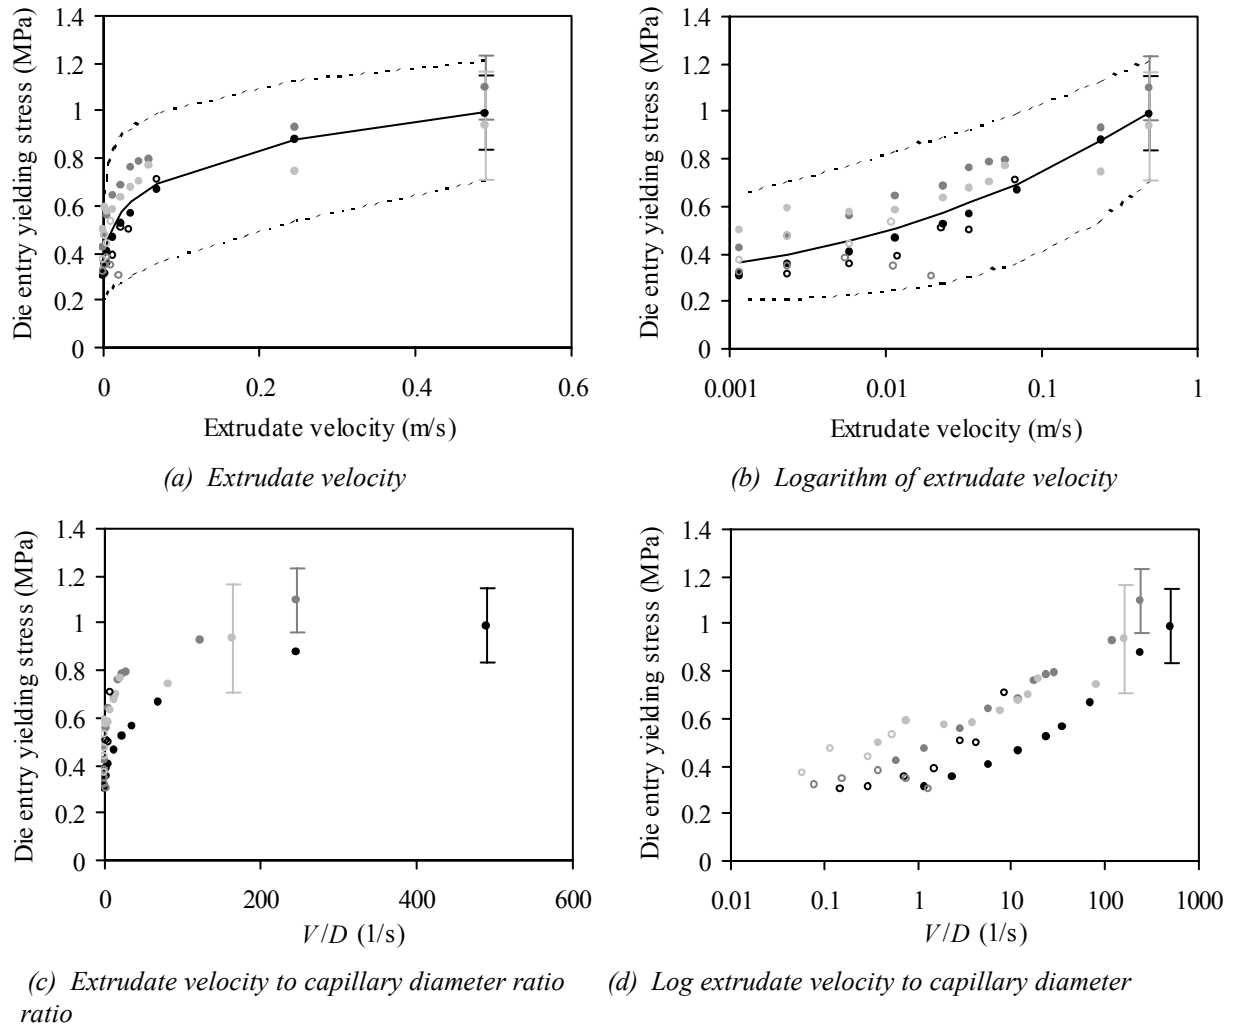 Die entry yielding stress (MPa)
1.4
1.2
1
0.8
0.6
0.4
0.2
0
0 0.2 0.4 0.6
Extrudate velocity (m/s)
(a) Extrudate velocity
Die entry yielding stress (MPa)
1.4
1.2
1
0.8
0.6
0.4
0.2
0
0.001 0.01 0.1 1
Extrudate velocity (m/s)
(b) Logarithm of extrudate velocity
Die entry yielding stress (MPa)
1.4
1.2
1
0.8
0.6
0.4
0.2
0
0 200 400 600
V/D (1/s)
Die entry yielding stress (MPa)
1.4
1.2
1
0.8
0.6
0.4
0.2
0
0.01 0.1 1 10 100 1000
V/D (1/s)
(c) Extrudate velocity to capillary diameter ratio (d) Log extrudate velocity to capillary diameter
ratio